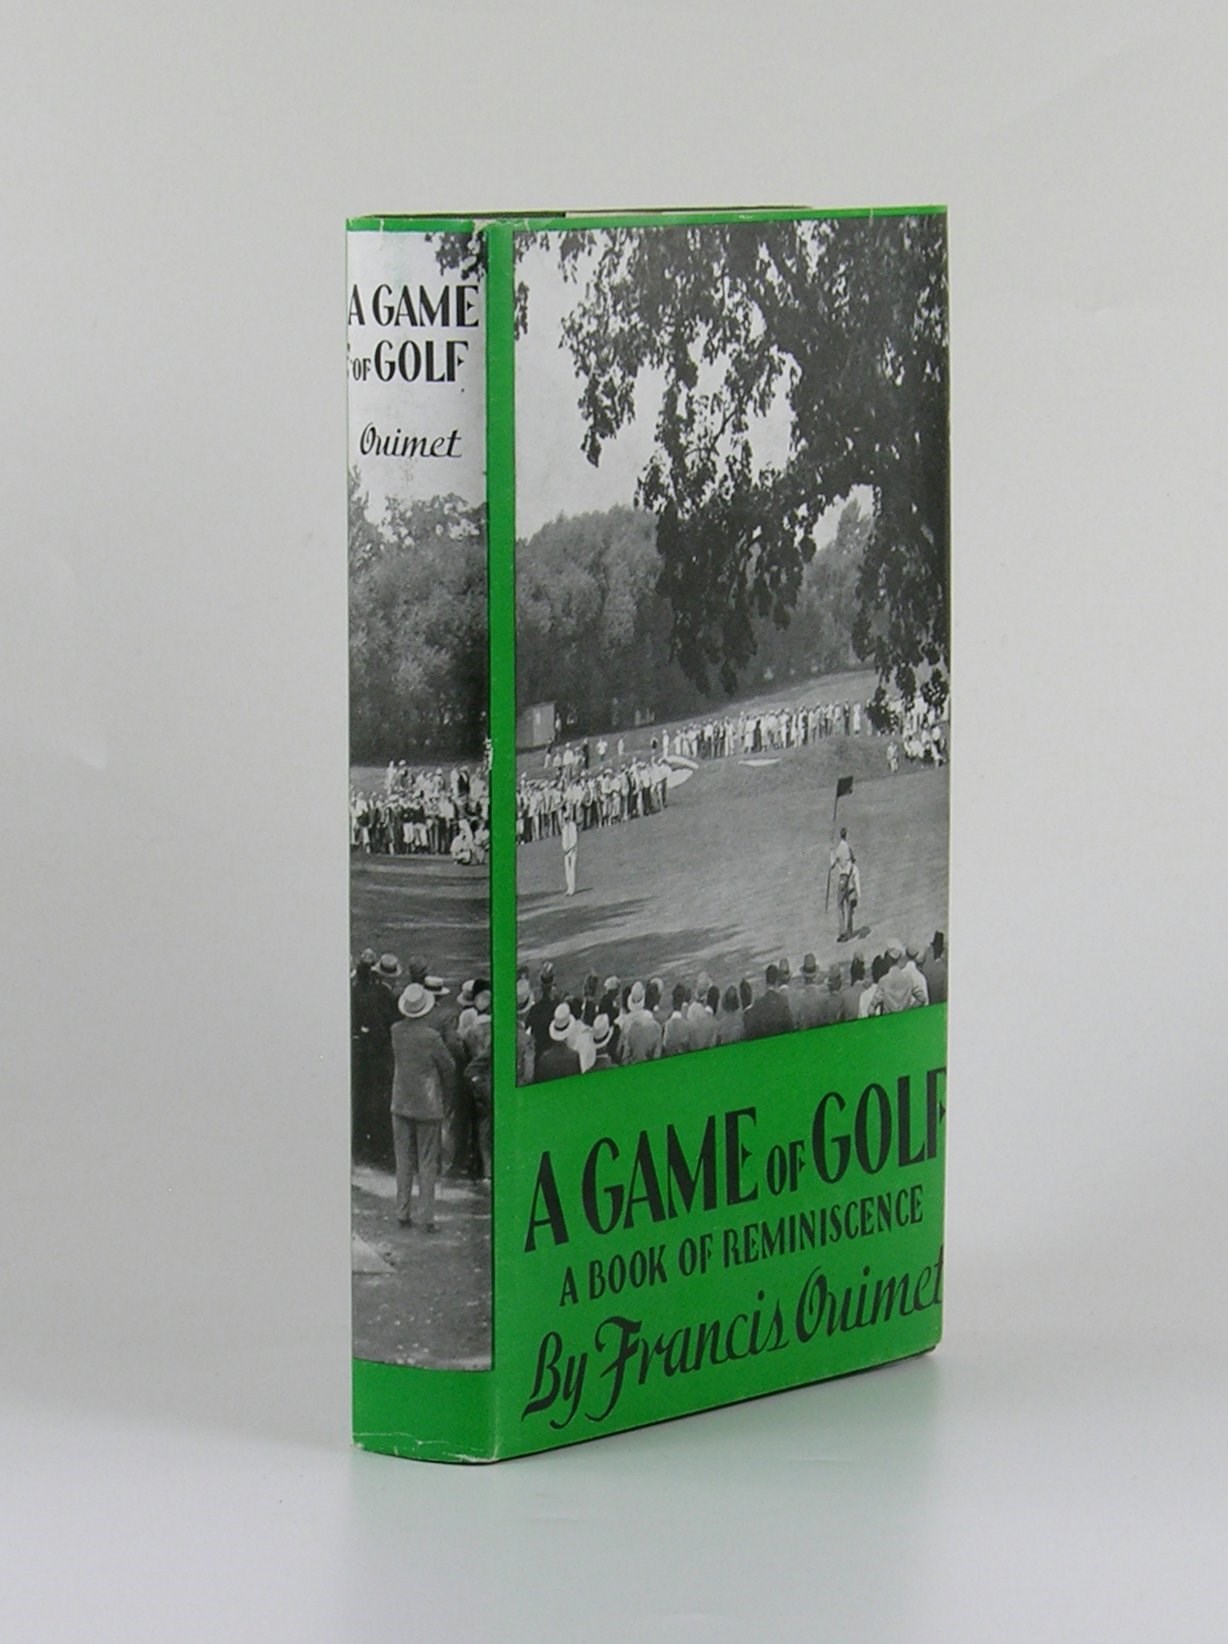 A GAME
OF GOLF
Ouimet
A GAME OF GOLF
A BOOK OF REMINISCENCE
By Francis Ouimet